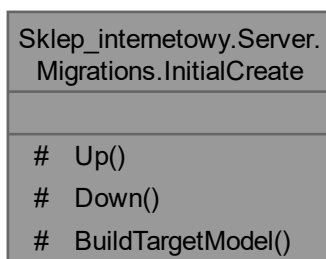 Sklep_internetowy.Server.
Migrations.InitialCreate
# Up()
# Down()
# BuildTargetModel()